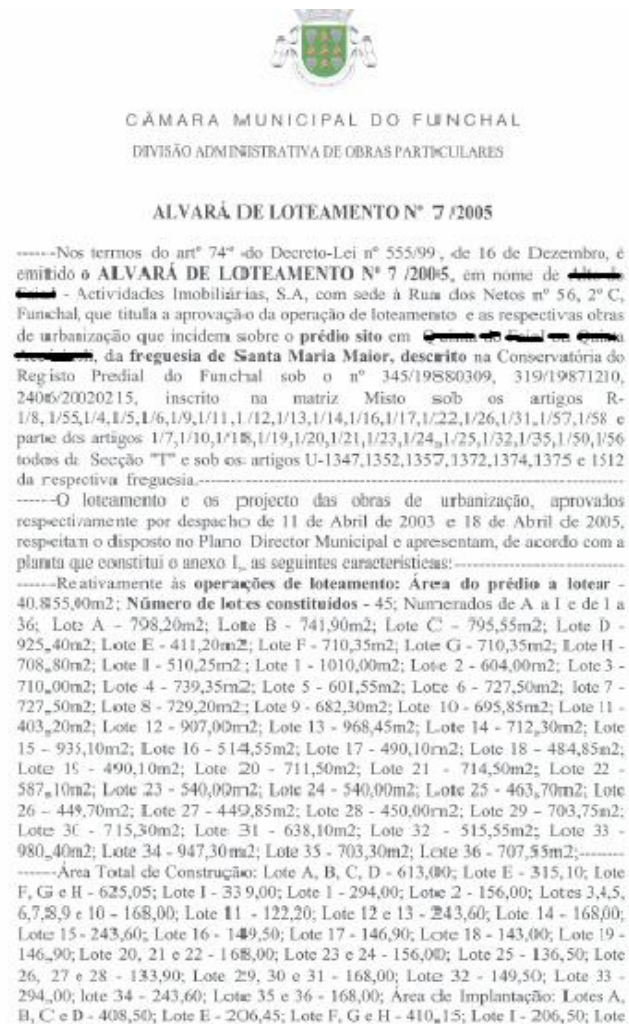 CÂMARA MUNICIPAL DO FUNCHAL
DIVISÃO ADMINISTRATIVA DE OBRAS PARTICULARES
ALVARÁ DE LOTEAMENTO Nº 7 /2005
------Nos termos do artº 74º do Decreto-Lei nº 555/99, de 16 de Dezembro, é
emitido o ALVARÁ DE LOTEAMENTO Nº 7 /2005, em nome de
- Actividades Imobiliárias, S.A, com sede à Rua dos Netos nº 56, 2º C,
Funchal, que titula a aprovação da operação de loteamento e as respectivas obras
de urbanização que incidem sobre o prédio sito em
, da freguesia de Santa Maria Maior, descrito na Conservatória do
Registo Predial do Funchal sob o nº 345/19880309, 319/19871210,
2406/20020215, inscrito na matriz Misto sob os artigos R-
1/8, 1/55,1/4,1/5,1/6,1/9,1/11,1/12,1/13,1/14,1/16,1/17,1/22,1/26,1/31,1/57,1/58 e
parte dos artigos 1/7,1/10,1/18,1/19,1/20,1/21,1/23,1/24,,1/25,1/32,1/35,1/50,1/56
todos da Secção "T" e sob os artigos U-1347,1352,1357,1372,1374,1375 e 1512
da respectiva freguesia.------
------O loteamento e os projecto das obras de urbanização, aprovados
respectivamente por despacho de 11 de Abril de 2003 e 18 de Abril de 2005,
respeitam o disposto no Plano Director Municipal e apresentam, de acordo com a
planta que constitui o anexo I, as seguintes características:------
------Reativamente às operações de loteamento: Área do prédio a lotear -
40.855,00m2; Número de lotes constituídos - 45; Numerados de A a I e de 1 a
36; Lote A - 798,20m2; Lote B - 741,90m2; Lote C - 795,55m2; Lote D -
925,40m2; Lote E - 411,20m2; Lote F - 710,35m2; Lote G - 710,35m2; Lote H -
708,80m2; Lote I - 510,25m2; Lote 1 - 1010,00m2; Lote 2 - 604,00m2; Lote 3 -
710,00m2; Lote 4 - 739,35m2; Lote 5 - 601,55m2; Lote 6 - 727,50m2; lote 7 -
727,50m2; Lote 8 - 729,20m2; Lote 9 - 682,30m2; Lote 10 - 695,85m2; Lote 11 -
403,20m2; Lote 12 - 907,00m2; Lote 13 - 968,45m2; Lote 14 - 712,30m2; Lote
15 - 935,10m2; Lote 16 - 514,55m2; Lote 17 - 490,10m2; Lote 18 - 484,85m2;
Lote 19 - 490,10m2; Lote 20 - 711,50m2; Lote 21 - 714,50m2; Lote 22 -
587,10m2; Lote 23 - 540,00m2; Lote 24 - 540,00m2; Lote 25 - 463,70m2; Lote
26 - 449,70m2; Lote 27 - 449,85m2; Lote 28 - 450,00m2; Lote 29 - 703,75m2;
Lote 30 - 715,30m2; Lote 31 - 638,10m2; Lote 32 - 515,55m2; Lote 33 -
980,40m2; Lote 34 - 947,30m2; Lote 35 - 703,30m2; Lote 36 - 707,55m2;------
------Área Total de Construção: Lote A, B, C, D - 613,00; Lote E - 315,10; Lote
F, G e H - 625,05; Lote I - 339,00; Lote 1 - 294,00; Lote 2 - 156,00; Lotes 3,4,5,
6,7,8,9 e 10 - 168,00; Lote 11 - 122,20; Lote 12 e 13 - 243,60; Lote 14 - 168,00;
Lote 15 - 243,60; Lote 16 - 149,50; Lote 17 - 146,90; Lote 18 - 143,00; Lote 19 -
146,90; Lote 20, 21 e 22 - 168,00; Lote 23 e 24 - 156,00; Lote 25 - 136,50; Lote
26, 27 e 28 - 133,90; Lote 29, 30 e 31 - 168,00; Lote 32 - 149,50; Lote 33 -
294,00; lote 34 - 243,60; Lote 35 e 36 - 168,00; Área de Implantação: Lotes A,
B, C e D - 408,50; Lote E - 206,45; Lote F, G e H - 410,15; Lote I - 206,50; Lote